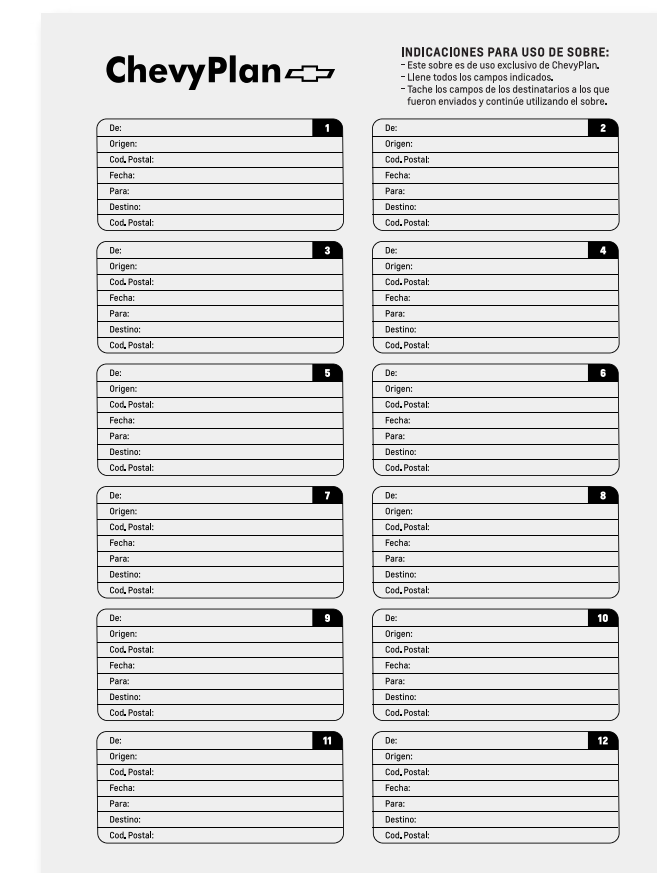 ChevyPlan
INDICACIONES PARA USO DE SOBRE:
– Este sobre es de uso exclusivo de ChevyPlan.
– Llene todos los campos indicados.
– Tache los campos de los destinatarios a los que
fueron enviados y continúe utilizando el sobre.
De: 1
Origen:
Cod. Postal:
Fecha:
Para:
Destino:
Cod. Postal:
De: 2
Origen:
Cod. Postal:
Fecha:
Para:
Destino:
Cod. Postal:
De: 3
Origen:
Cod. Postal:
Fecha:
Para:
Destino:
Cod. Postal:
De: 4
Origen:
Cod. Postal:
Fecha:
Para:
Destino:
Cod. Postal:
De: 5
Origen:
Cod. Postal:
Fecha:
Para:
Destino:
Cod. Postal:
De: 6
Origen:
Cod. Postal:
Fecha:
Para:
Destino:
Cod. Postal:
De: 7
Origen:
Cod. Postal:
Fecha:
Para:
Destino:
Cod. Postal:
De: 8
Origen:
Cod. Postal:
Fecha:
Para:
Destino:
Cod. Postal:
De: 9
Origen:
Cod. Postal:
Fecha:
Para:
Destino:
Cod. Postal:
De: 10
Origen:
Cod. Postal:
Fecha:
Para:
Destino:
Cod. Postal:
De: 11
Origen:
Cod. Postal:
Fecha:
Para:
Destino:
Cod. Postal:
De: 12
Origen:
Cod. Postal:
Fecha:
Para:
Destino:
Cod. Postal: